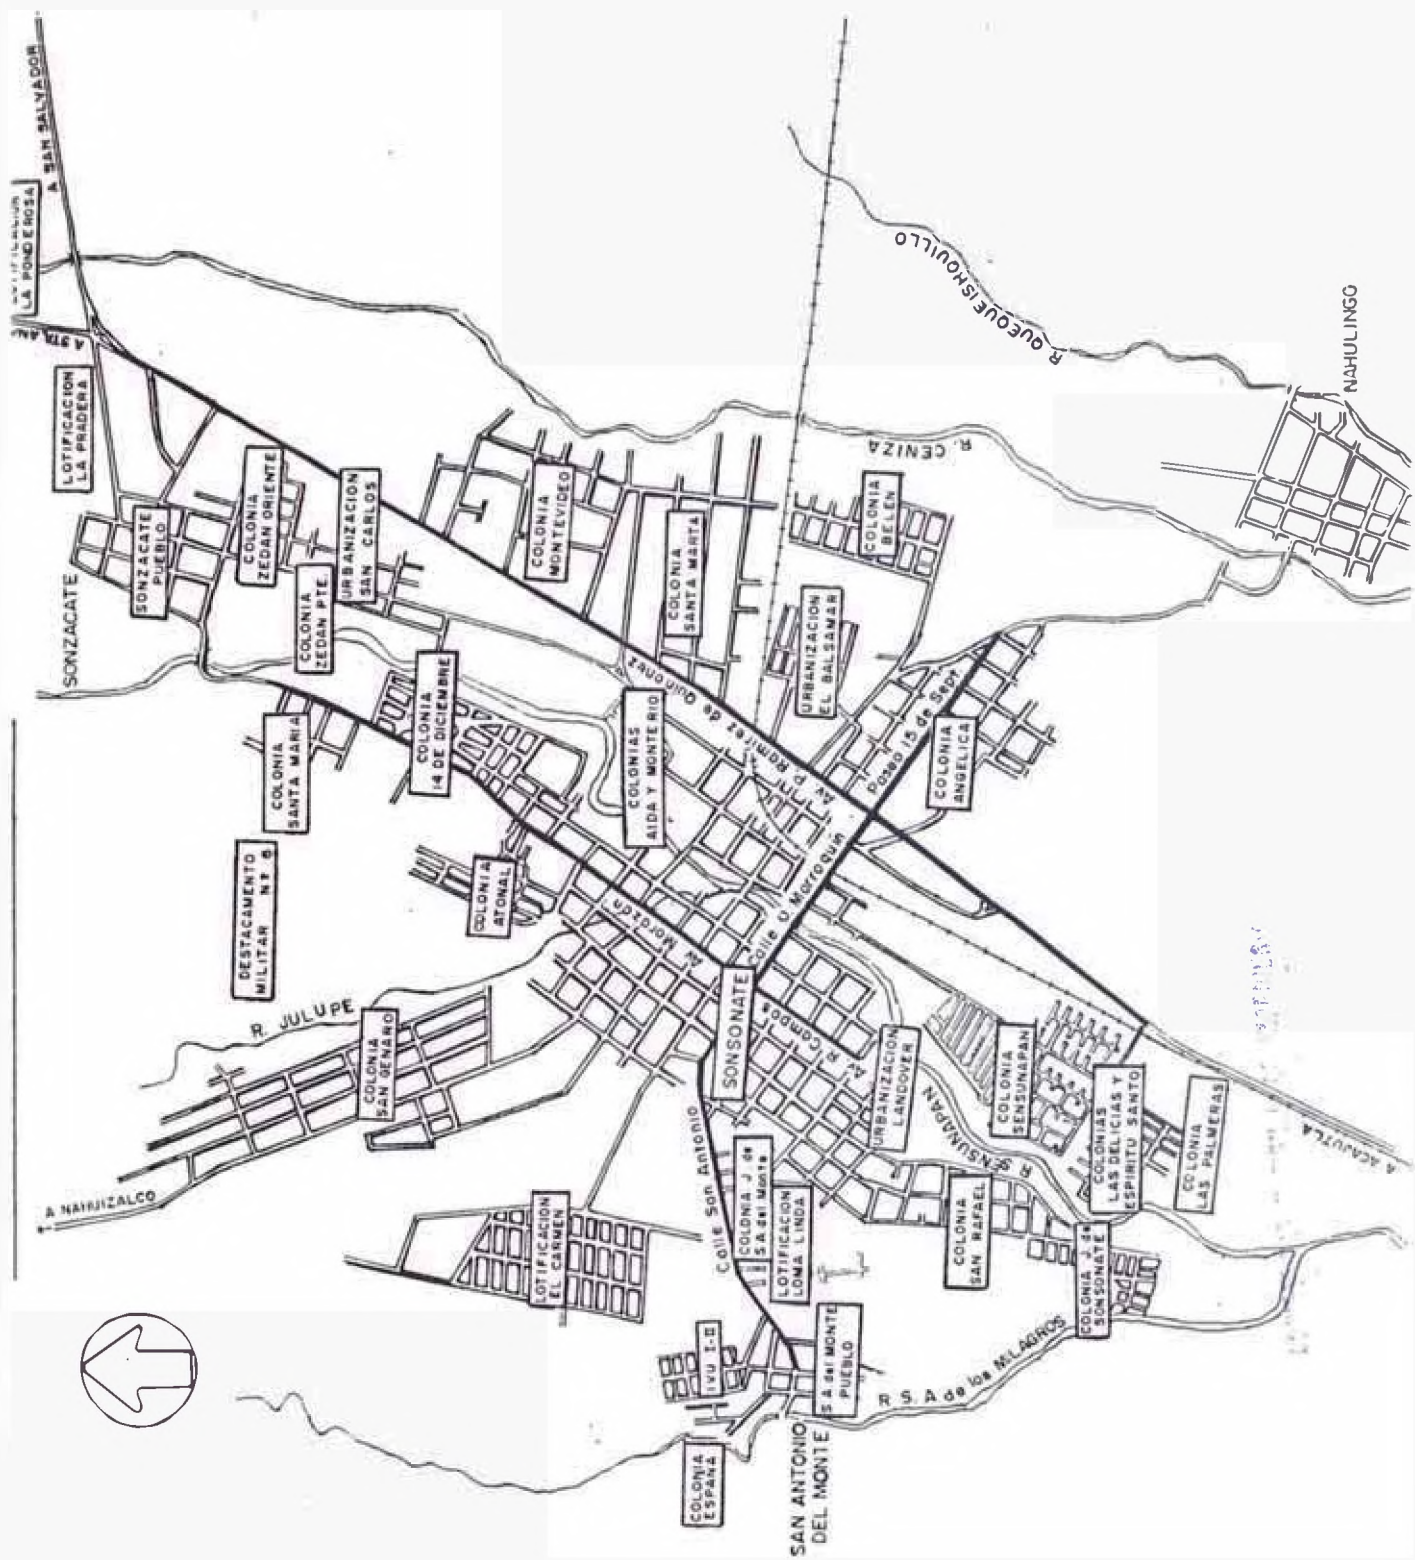 A SAN SALVADOR
LA PONDEROSA
A STA. AN
LOTIFICACION
LA PRADERA
SONZACATE
SONZACATE
PUEBLO
COLONIA
ZEDAN ORIENTE
COLONIA
ZEDAN PTE.
URBANIZACION
SAN CARLOS
COLONIA
MONTEVIDEO
COLONIA
SANTA MARTA
COLONIA
BELEN
R. CENIZA
R QUEQUEISHQUILLO
NAHULINGO
URBANIZACION
EL BALSAMAR
COLONIA
SANTA MARIA
COLONIA
14 DE DICIEMBRE
COLONIAS
AIDA Y MONTERIO
Av P. Ramirez de Quiñonez
Paseo 15 de Sept.
COLONIA
ANGELICA
DESTACAMENTO
MILITAR Nº 6
COLONIA
ATONAL
Av Morazán
Calle O Morroquin
R. JULUPE
COLONIA
SAN GENARO
SONSONATE
Av R Campos
URBANIZACION
LANDOVER
R SENSUNAPAN
COLONIA
SENSUNAPAN
COLONIAS
LAS DELICIAS Y
ESPIRITU SANTO
COLONIA
LAS PALMERAS
A ACAJUTLA
A NAHUIZALCO
LOTIFICACION
EL CARMEN
Calle San Antonio
COLONIA J. de
S A del Monte
LOTIFICACION
LOMA LINDA
COLONIA
SAN RAFAEL
COLONIA J. de
SONSONATE
IVU I-II
S A del MONTE
PUEBLO
R S. A de los MILAGROS
COLONIA
ESPAÑA
SAN ANTONIO
DEL MONTE